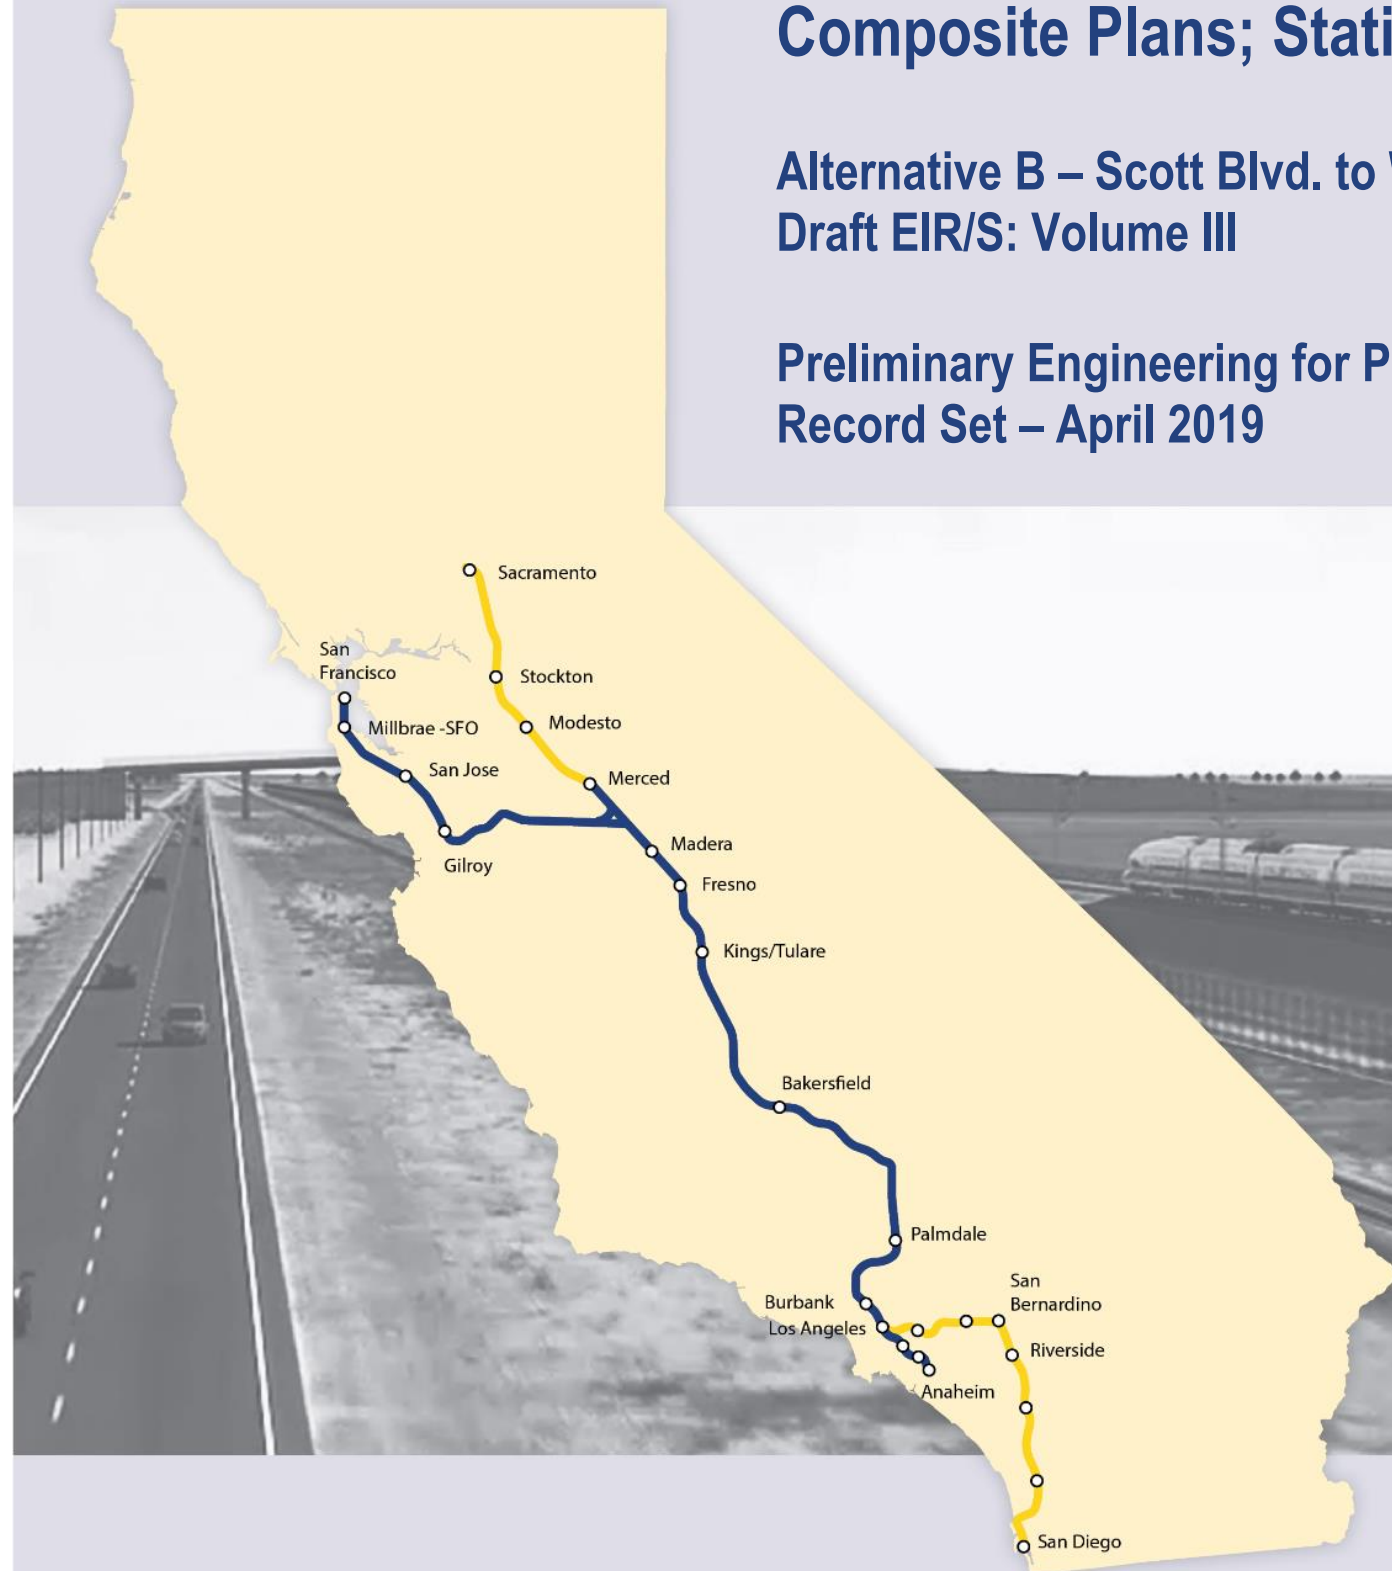 Composite Plans; Stati
Alternative B – Scott Blvd. to
Draft EIR/S: Volume III
Preliminary Engineering for P
Record Set – April 2019
Sacramento
San
Francisco
Stockton
Millbrae -SFO
Modesto
San Jose
Merced
Madera
Gilroy
Fresno
Kings/Tulare
Bakersfield
Palmdale
San
Bernardino
Burbank
Los Angeles
Riverside
Anaheim
San Diego